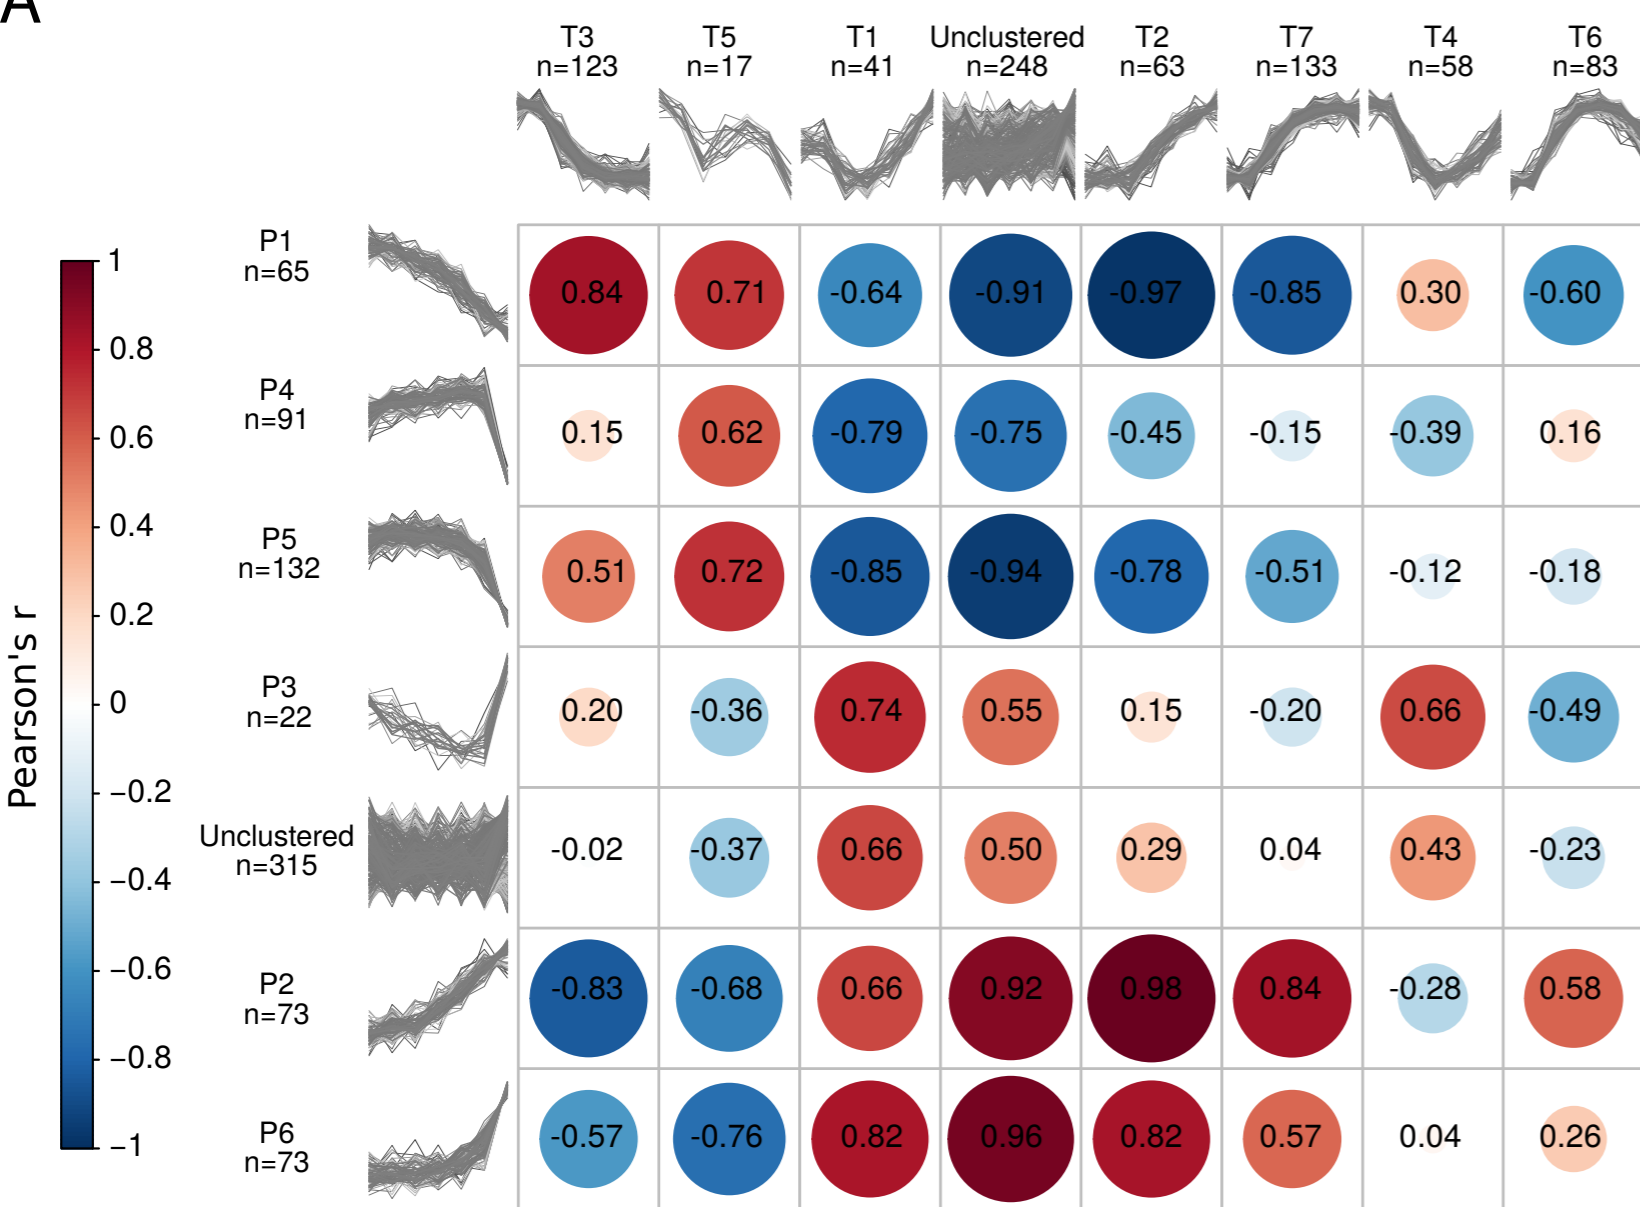 A
T3 T5 T1 Unclustered T2 T7 T4 T6
n=123 n=17 n=41 n=248 n=63 n=133 n=58 n=83
P1
n=65
0.84 0.71 -0.64 -0.91 -0.97 -0.85 0.30 -0.60
P4
n=91
0.15 0.62 -0.79 -0.75 -0.45 -0.15 -0.39 0.16
P5
n=132
0.51 0.72 -0.85 -0.94 -0.78 -0.51 -0.12 -0.18
P3
n=22
0.20 -0.36 0.74 0.55 0.15 -0.20 0.66 -0.49
Unclustered
n=315
-0.02 -0.37 0.66 0.50 0.29 0.04 0.43 -0.23
P2
n=73
-0.83 -0.68 0.66 0.92 0.98 0.84 -0.28 0.58
P6
n=73
-0.57 -0.76 0.82 0.96 0.82 0.57 0.04 0.26
Pearson's r
1
0.8
0.6
0.4
0.2
0
−0.2
−0.4
−0.6
−0.8
−1